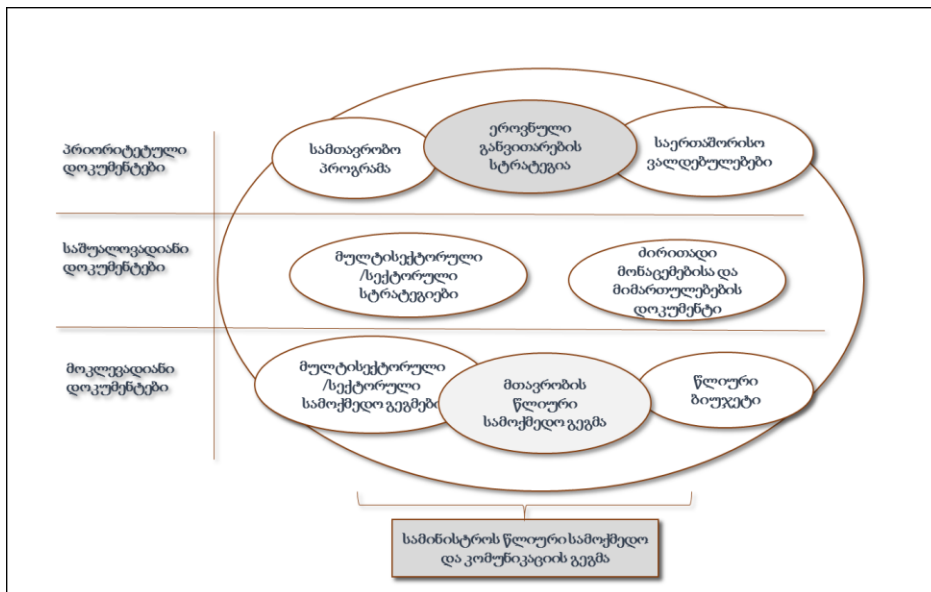 პრიორიტეტული
დოკუმენტები
სამთავრობო
პროგრამა
ეროვნული
განვითარების
სტრატეგია
საერთაშორისო
ვალდებულებები
საშუალოვადიანი
დოკუმენტები
მულტისექტორული
/სექტორული
სტრატეგიები
ძირითადი
მონაცემებისა და
მიმართულებების
დოკუმენტი
მოკლევადიანი
დოკუმენტები
მულტისექტორული
/სექტორული
სამოქმედო გეგმები
მთავრობის
წლიური
სამოქმედო გეგმა
წლიური
ბიუჯეტი
სამინისტროს წლიური სამოქმედო
და კომუნიკაციის გეგმა